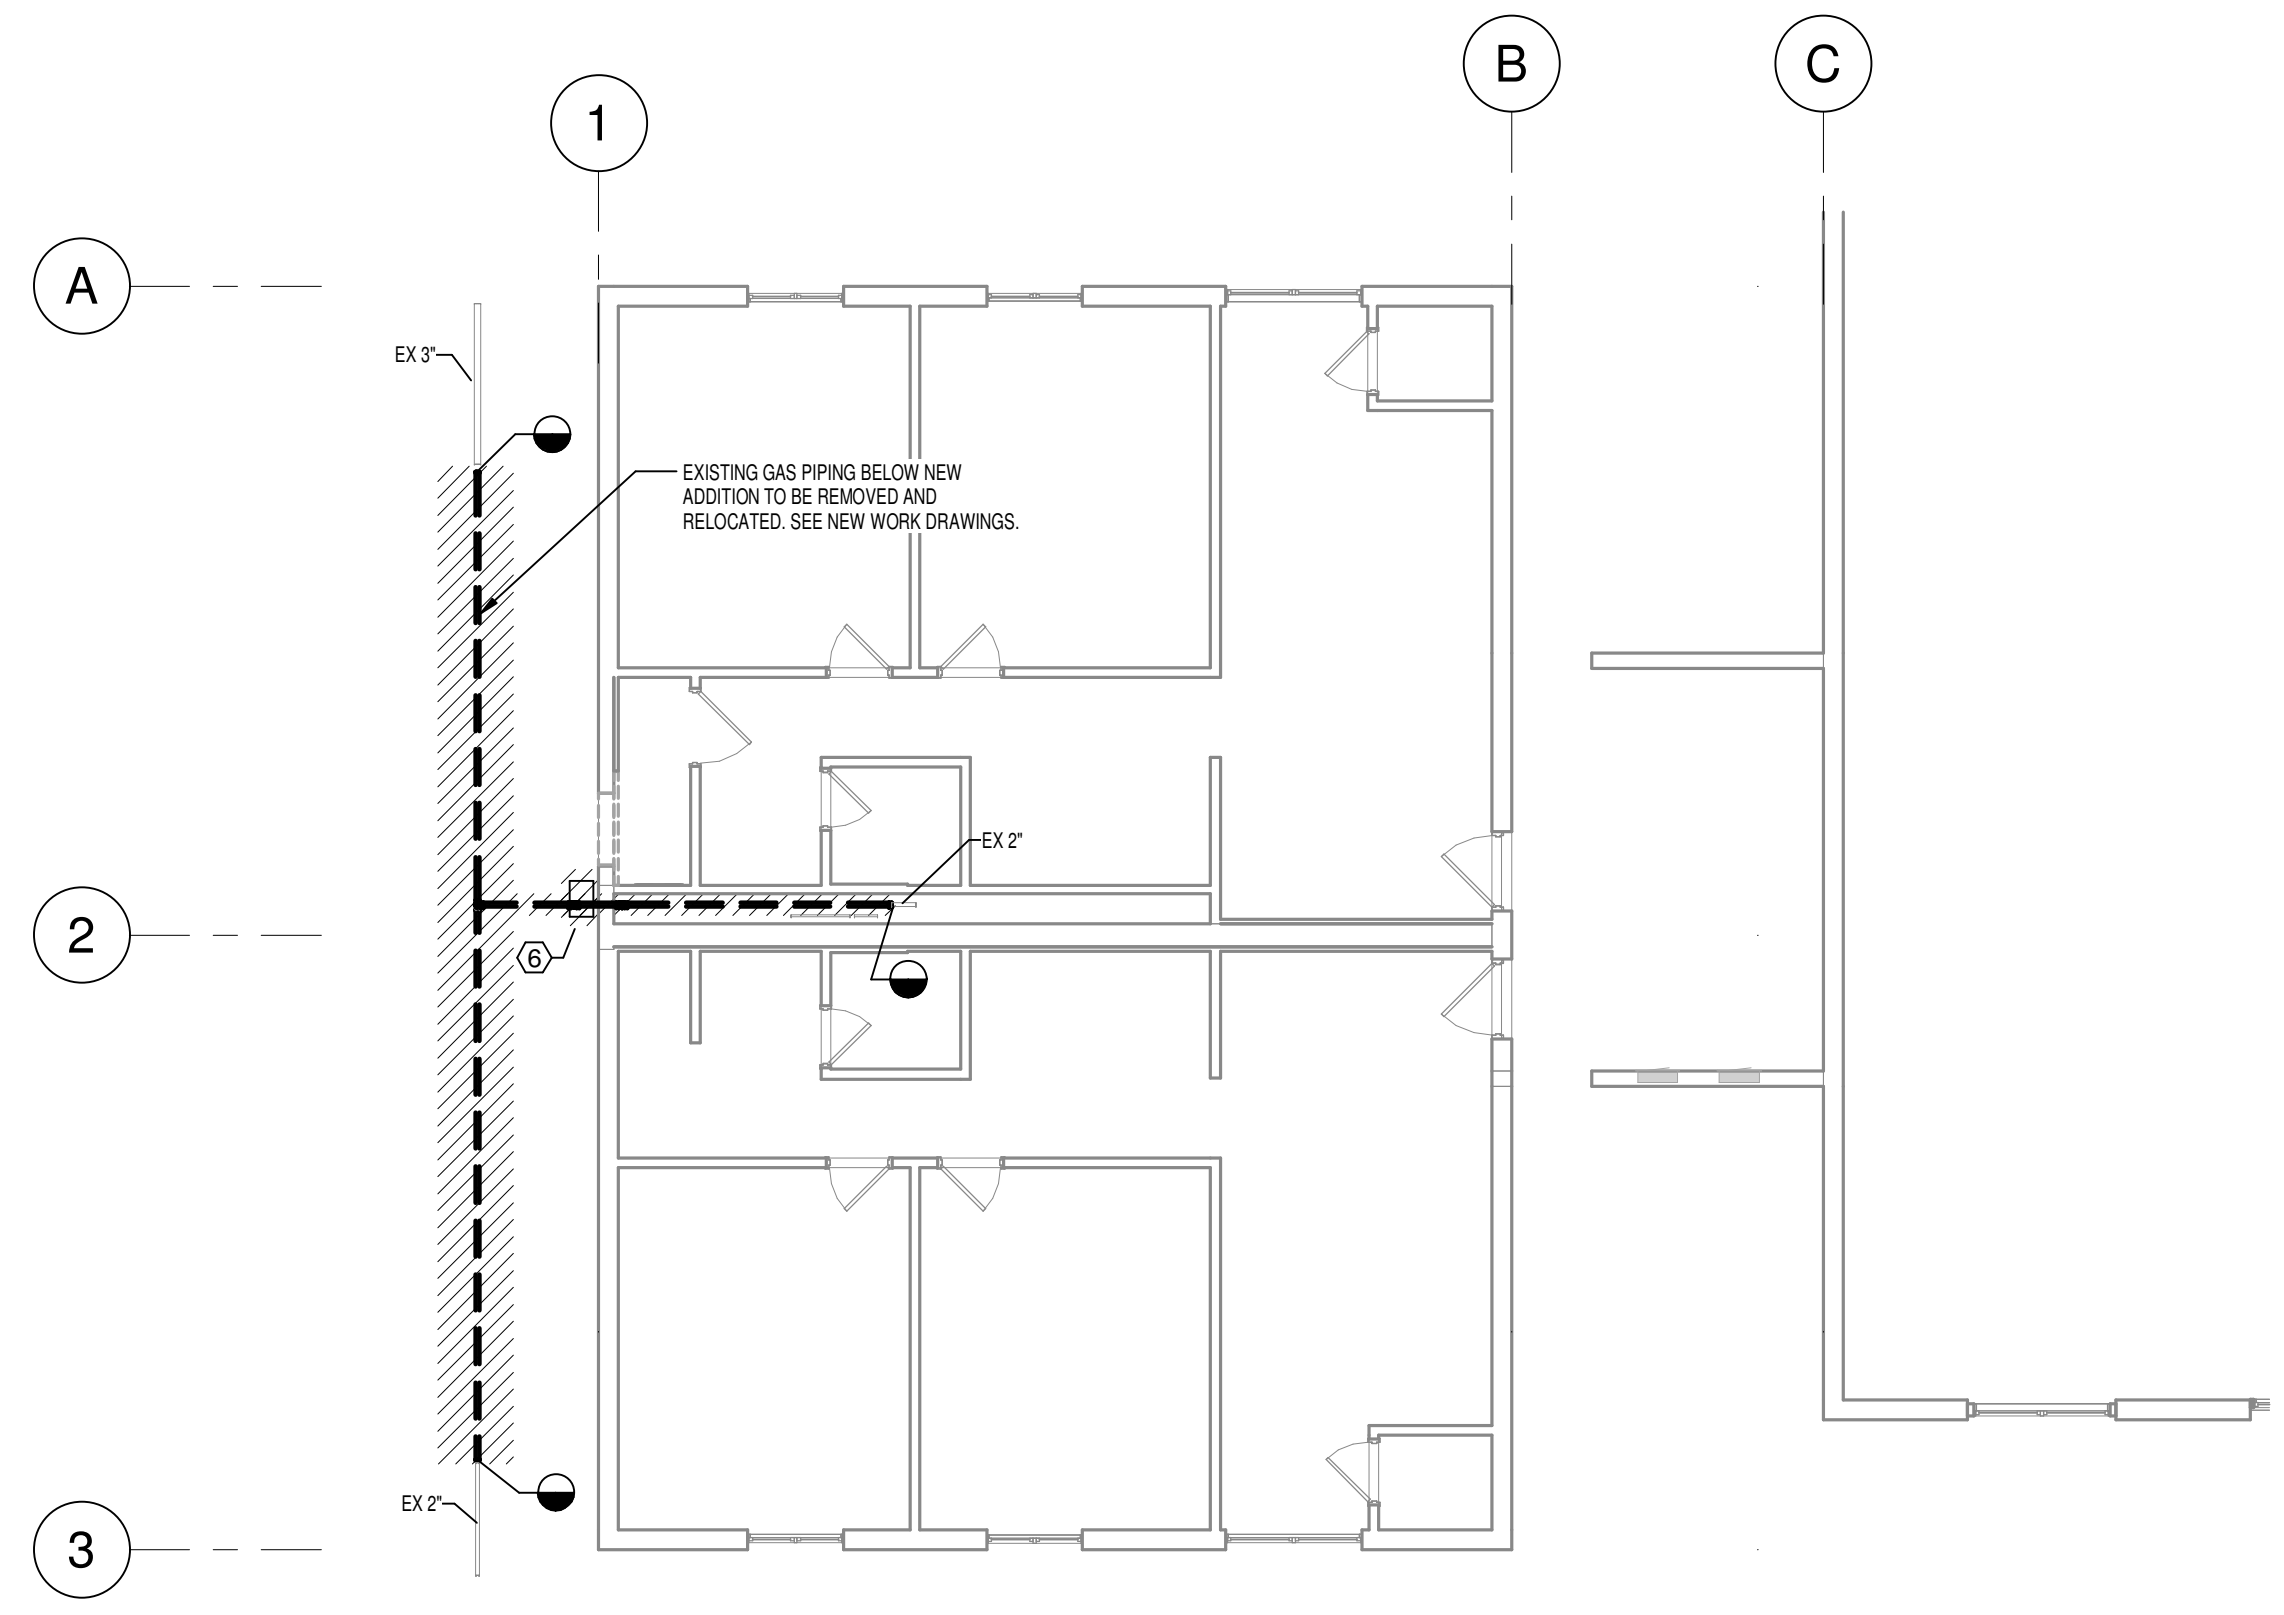 B
C
1
A
EX 3"
EXISTING GAS PIPING BELOW NEW
ADDITION TO BE REMOVED AND
RELOCATED. SEE NEW WORK DRAWINGS.
EX 2"
2
6
EX 2"
3